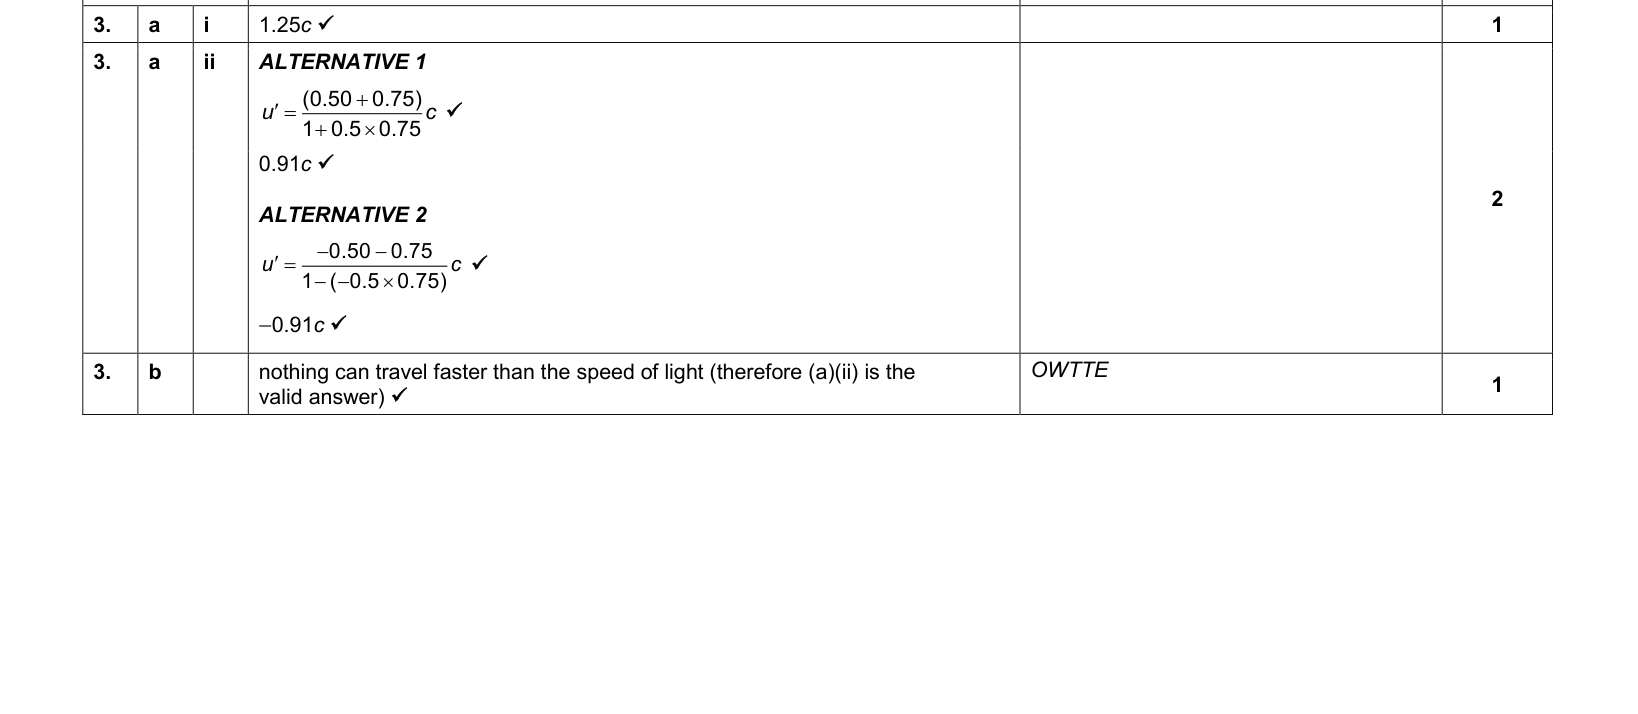 3. a i 1.25c ✓ 1
3. a ii ALTERNATIVE 1
u′ = (0.50 + 0.75) / 1 + 0.5 × 0.75 c ✓
0.91c ✓
2
ALTERNATIVE 2
u′ = −0.50 − 0.75 / 1 − (−0.5 × 0.75) c ✓
−0.91c ✓
3. b nothing can travel faster than the speed of light (therefore (a)(ii) is the OWTTE
valid answer) ✓ 1